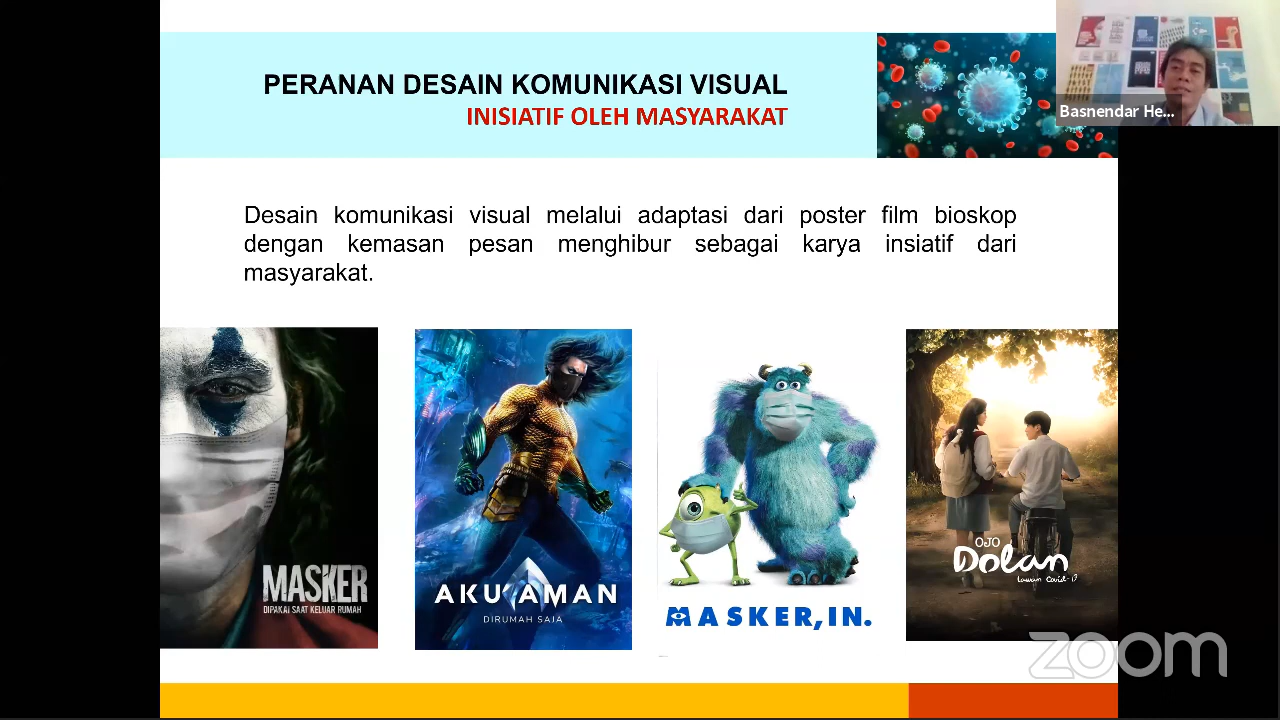 PERANAN DESAIN KOMUNIKASI VISUAL
INISIATIF OLEH MASYARAKAT
Basnendar He...
Desain komunikasi visual melalui adaptasi dari poster film bioskop
dengan kemasan pesan menghibur sebagai karya insiatif dari
masyarakat.
MASKER
DIPAKAI SAAT KELUAR RUMAH
AKU AMAN
DIRUMAH SAJA
MASKER, IN.
OJO
Dolan
Lawan Covid-19
zoom